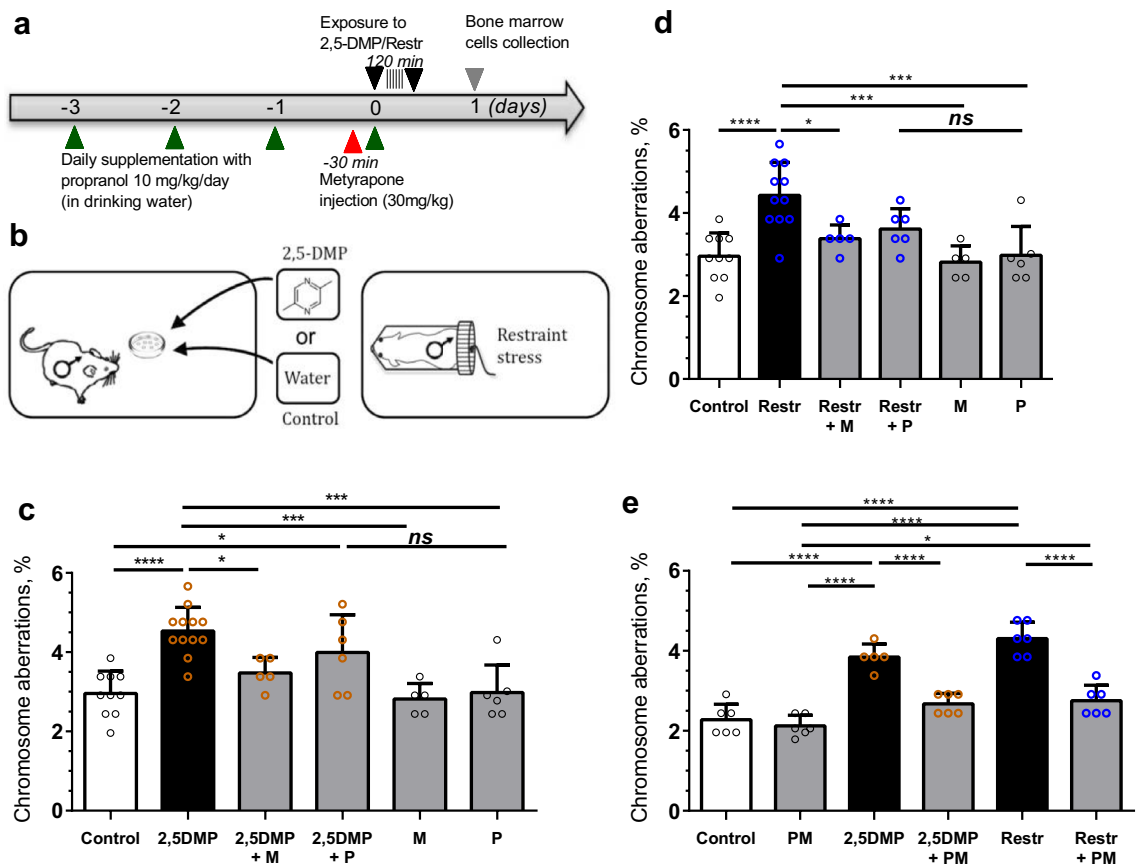 a
Exposure to
2,5-DMP/Restr
120 min
Bone marrow
cells collection
-3 -2 -1 0 1 (days)
Daily supplementation with
propranol 10 mg/kg/day
(in drinking water)
-30 min
Metyrapone
injection (30mg/kg)
b
2,5-DMP
N
N
or
Water
Control
Restraint
stress
c
Chromosome aberrations, %
6
4
2
0
***
***
* ns
**** *
Control 2,5DMP 2,5DMP + M 2,5DMP + P M P
d
Chromosome aberrations, %
6
4
2
0
***
***
**** * ns
Control Restr Restr + M Restr + P M P
e
Chromosome aberrations, %
6
4
2
0
****
****
*
**** **** ****
****
Control PM 2,5DMP 2,5DMP + PM Restr Restr + PM